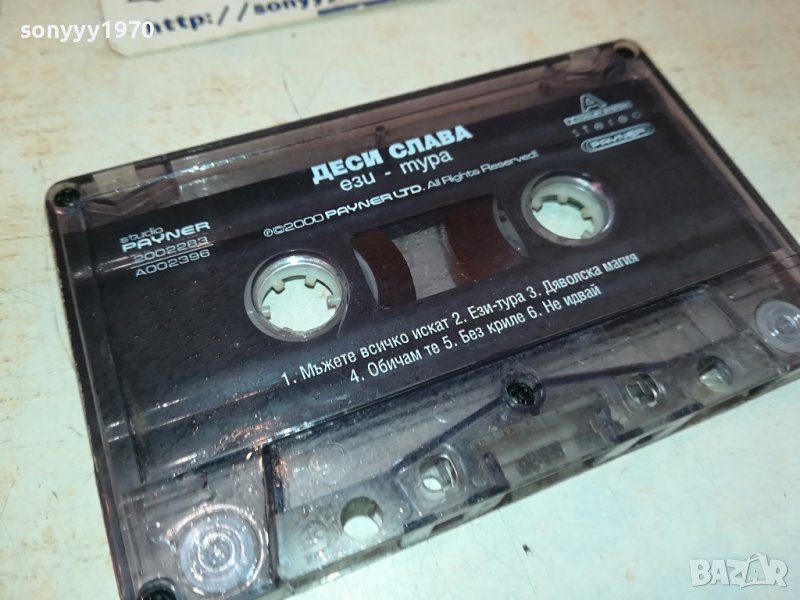 sonyyy1970
http://sonyyy
ДЕСИ СЛАВА
ези - тура
A
stereo
PAYNER
℗©2000 PAYNER LTD. All Rights Reserved!
studio
PAYNER
2002283
A002396
1. Мъжете всичко искат 2. Ези-тура 3. Дяволска магия
4. Обичам те 5. Без криле 6. Не идвай
BAZAR